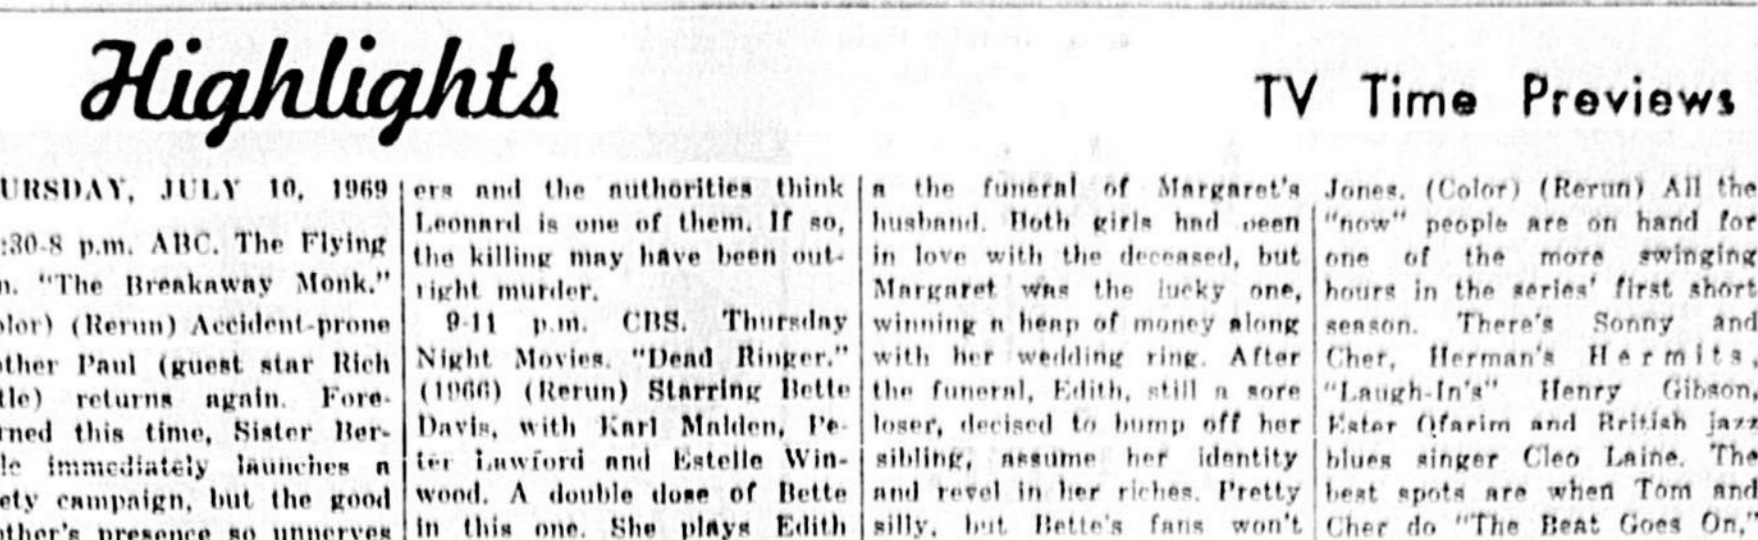 Highlights
TV Time Previews
URSDAY, JULY 10, 1969
:30-8 p.m. ABC. The Flying
n. "The Breakaway Monk."
olor) (Rerun) Accident-prone
other Paul (guest star Rich
tle) returns again. Fore-
rned this time, Sister Ber-
le immediately launches a
ety campaign, but the good
other's presence so unnerves
ers and the authorities think
Leonard is one of them. If so,
the killing may have been out-
right murder.
9-11 p.m. CBS. Thursday
Night Movies. "Dead Ringer."
(1966) (Rerun) Starring Bette
Davis, with Karl Malden, Pe-
ter Lawford and Estelle Win-
wood. A double dose of Bette
in this one. She plays Edith
a the funeral of Margaret's
husband. Both girls had been
in love with the deceased, but
Margaret was the lucky one,
winning a heap of money along
with her wedding ring. After
the funeral, Edith, still a sore
loser, decised to bump off her
sibling, assume her identity
and revel in her riches. Pretty
silly, but Bette's fans won't
Jones. (Color) (Rerun) All the
"now" people are on hand for
one of the more swinging
hours in the series' first short
season. There's Sonny and
Cher, Herman's Hermits,
"Laugh-In's" Henry Gibson,
Ester Ofarim and British jazz
blues singer Cleo Laine. The
best spots are when Tom and
Cher do "The Beat Goes On,"